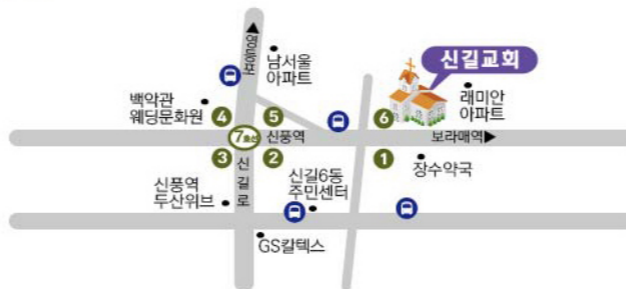 ▲영등포
남서울
아파트
신길교회
래미안
아파트
백악관
웨딩문화원
4
5
6
7호선
신풍역
보라매역▶
3
2
1
신길로
장수약국
신길6동
주민센터
신풍역
두산위브
GS칼텍스